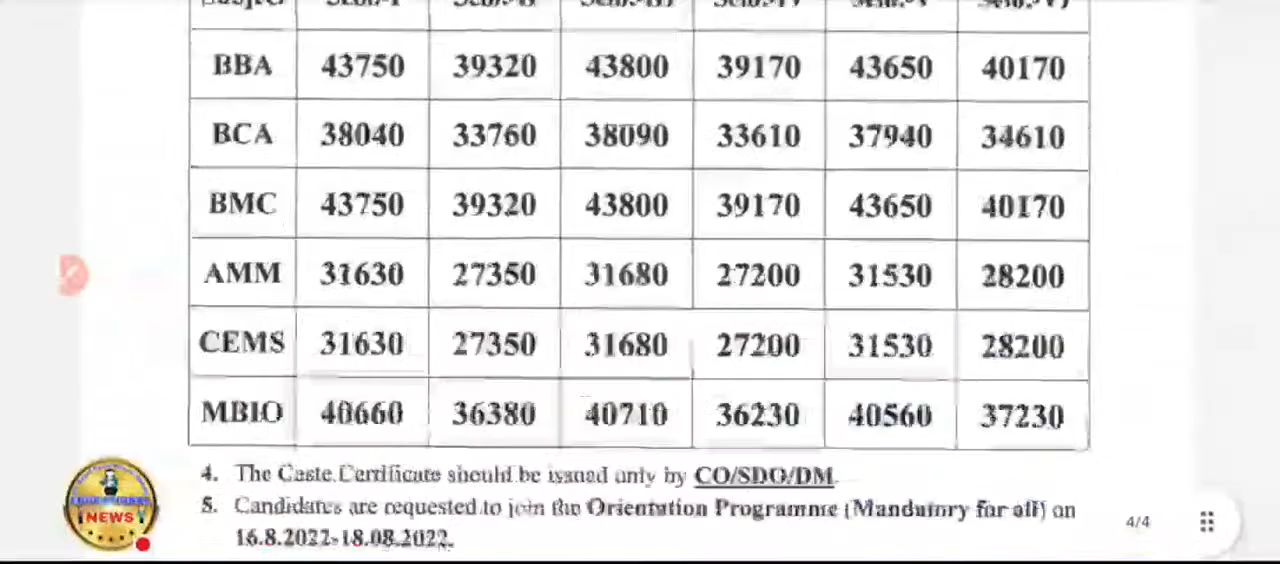 BBA 43750 39320 43800 39170 43650 40170
BCA 38040 33760 38090 33610 37940 34610
BMC 43750 39320 43800 39170 43650 40170
AMM 31630 27350 31680 27200 31530 28200
CEMS 31630 27350 31680 27200 31530 28200
MBIO 40660 36380 40710 36230 40560 37230
4. The Caste Certificate should be issued only by CO/SDO/DM.
5. Candidates are requested to join the Orientation Programme (Mandatory for all) on
16.8.2022-18.08.2022.
NEWS
4/4